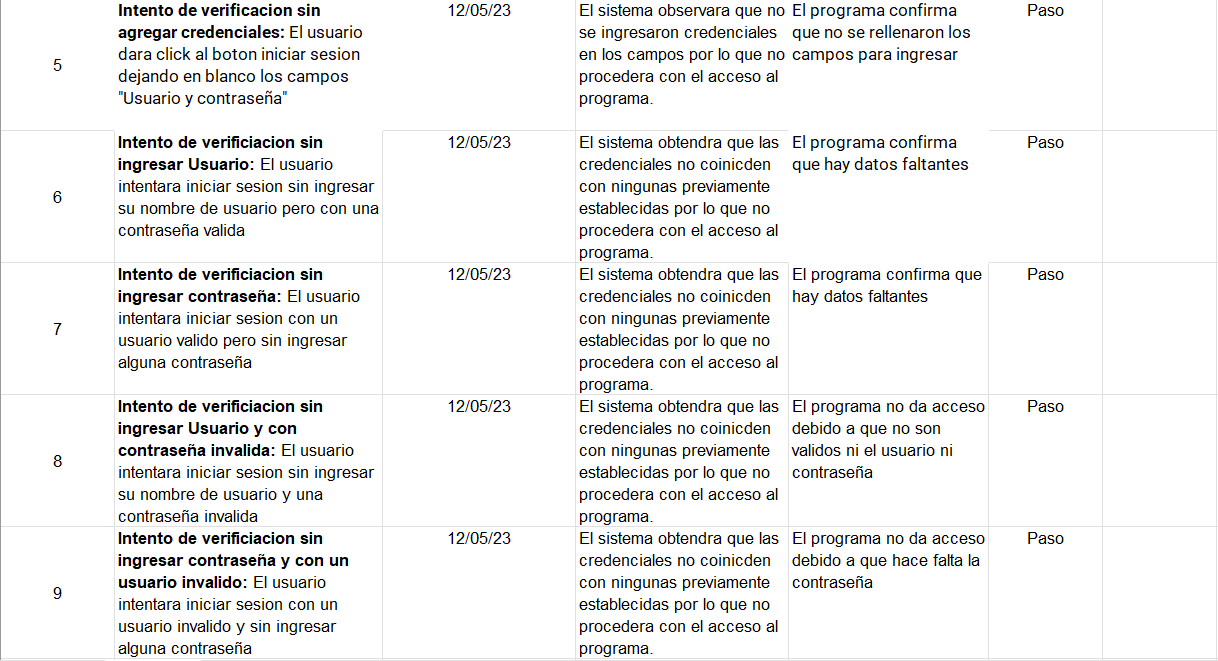 5
Intento de verificacion sin
agregar credenciales: El usuario
dara click al boton iniciar sesion
dejando en blanco los campos
"Usuario y contraseña"
12/05/23
El sistema observara que no
se ingresaron credenciales
en los campos por lo que no
procedera con el acceso al
programa.
El programa confirma
que no se rellenaron los
campos para ingresar
Paso
6
Intento de verificiacion sin
ingresar Usuario: El usuario
intentara iniciar sesion sin ingresar
su nombre de usuario pero con una
contraseña valida
12/05/23
El sistema obtendra que las
credenciales no coinicden
con ningunas previamente
establecidas por lo que no
procedera con el acceso al
programa.
El programa confirma
que hay datos faltantes
Paso
7
Intento de verificiacion sin
ingresar contraseña: El usuario
intentara iniciar sesion con un
usuario valido pero sin ingresar
alguna contraseña
12/05/23
El sistema obtendra que las
credenciales no coinicden
con ningunas previamente
establecidas por lo que no
procedera con el acceso al
programa.
El programa confirma que
hay datos faltantes
Paso
8
Intento de verificiacion sin
ingresar Usuario y con
contraseña invalida: El usuario
intentara iniciar sesion sin ingresar
su nombre de usuario y una
contraseña invalida
12/05/23
El sistema obtendra que las
credenciales no coinicden
con ningunas previamente
establecidas por lo que no
procedera con el acceso al
programa.
El programa no da acceso
debido a que no son
validos ni el usuario ni
contraseña
Paso
9
Intento de verificiacion sin
ingresar contraseña y con un
usuario invalido: El usuario
intentara iniciar sesion con un
usuario invalido y sin ingresar
alguna contraseña
12/05/23
El sistema obtendra que las
credenciales no coinicden
con ningunas previamente
establecidas por lo que no
procedera con el acceso al
programa.
El programa no da acceso
debido a que hace falta la
contraseña
Paso